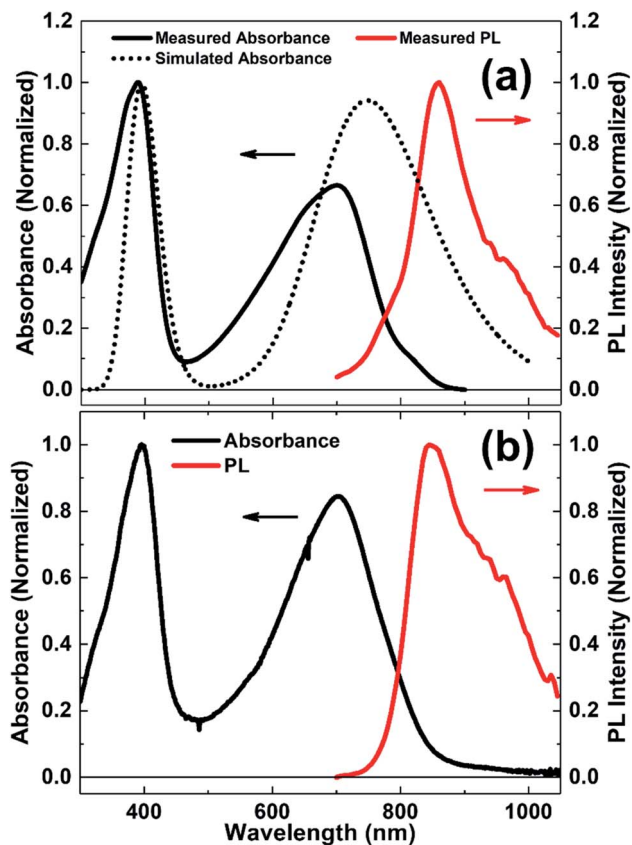 Measured Absorbance Measured PL
Simulated Absorbance
(a)
Absorbance (Normalized)
1.2
1.0
0.8
0.6
0.4
0.2
0.0
1.2
1.0
0.8
0.6
0.4
0.2
0.0
PL Intnesity (Normalized)
Absorbance
PL
(b)
Absorbance (Normalized)
1.0
0.8
0.6
0.4
0.2
0.0
1.0
0.8
0.6
0.4
0.2
0.0
PL Intensity (Normalized)
400 600 800 1000
Wavelength (nm)